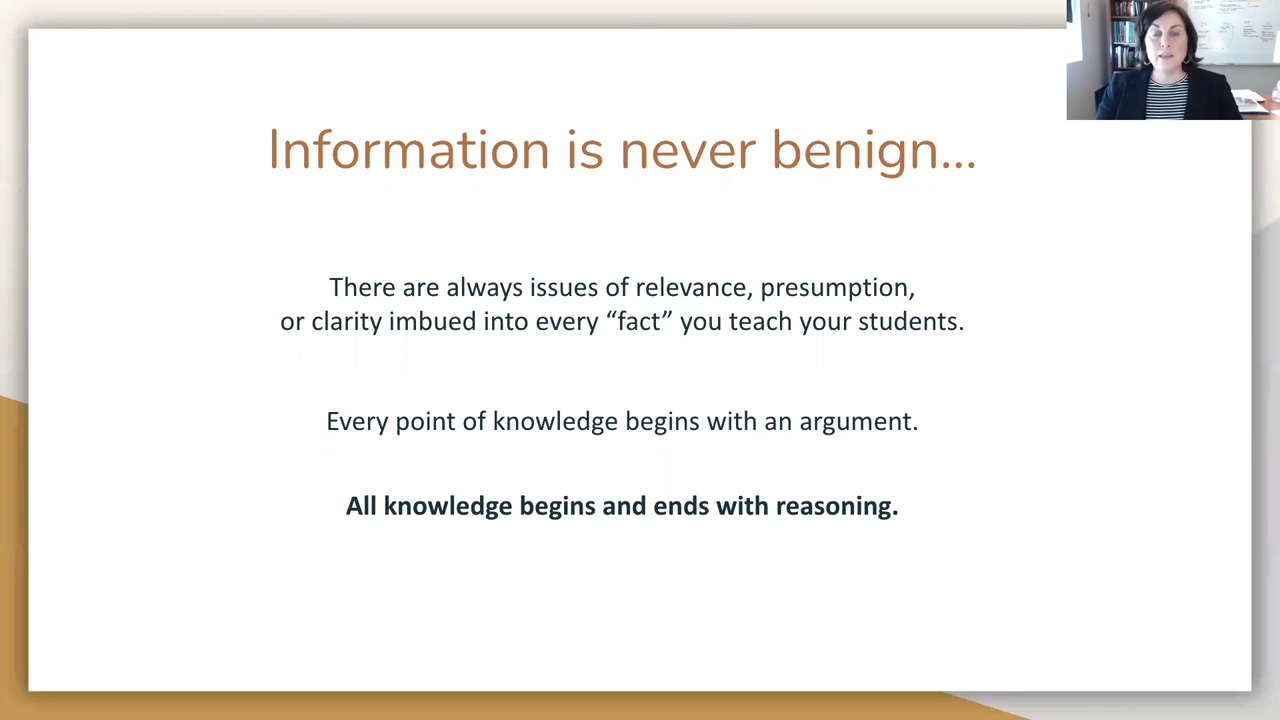 Information is never benign...
There are always issues of relevance, presumption,
or clarity imbued into every “fact” you teach your students.
Every point of knowledge begins with an argument.
All knowledge begins and ends with reasoning.